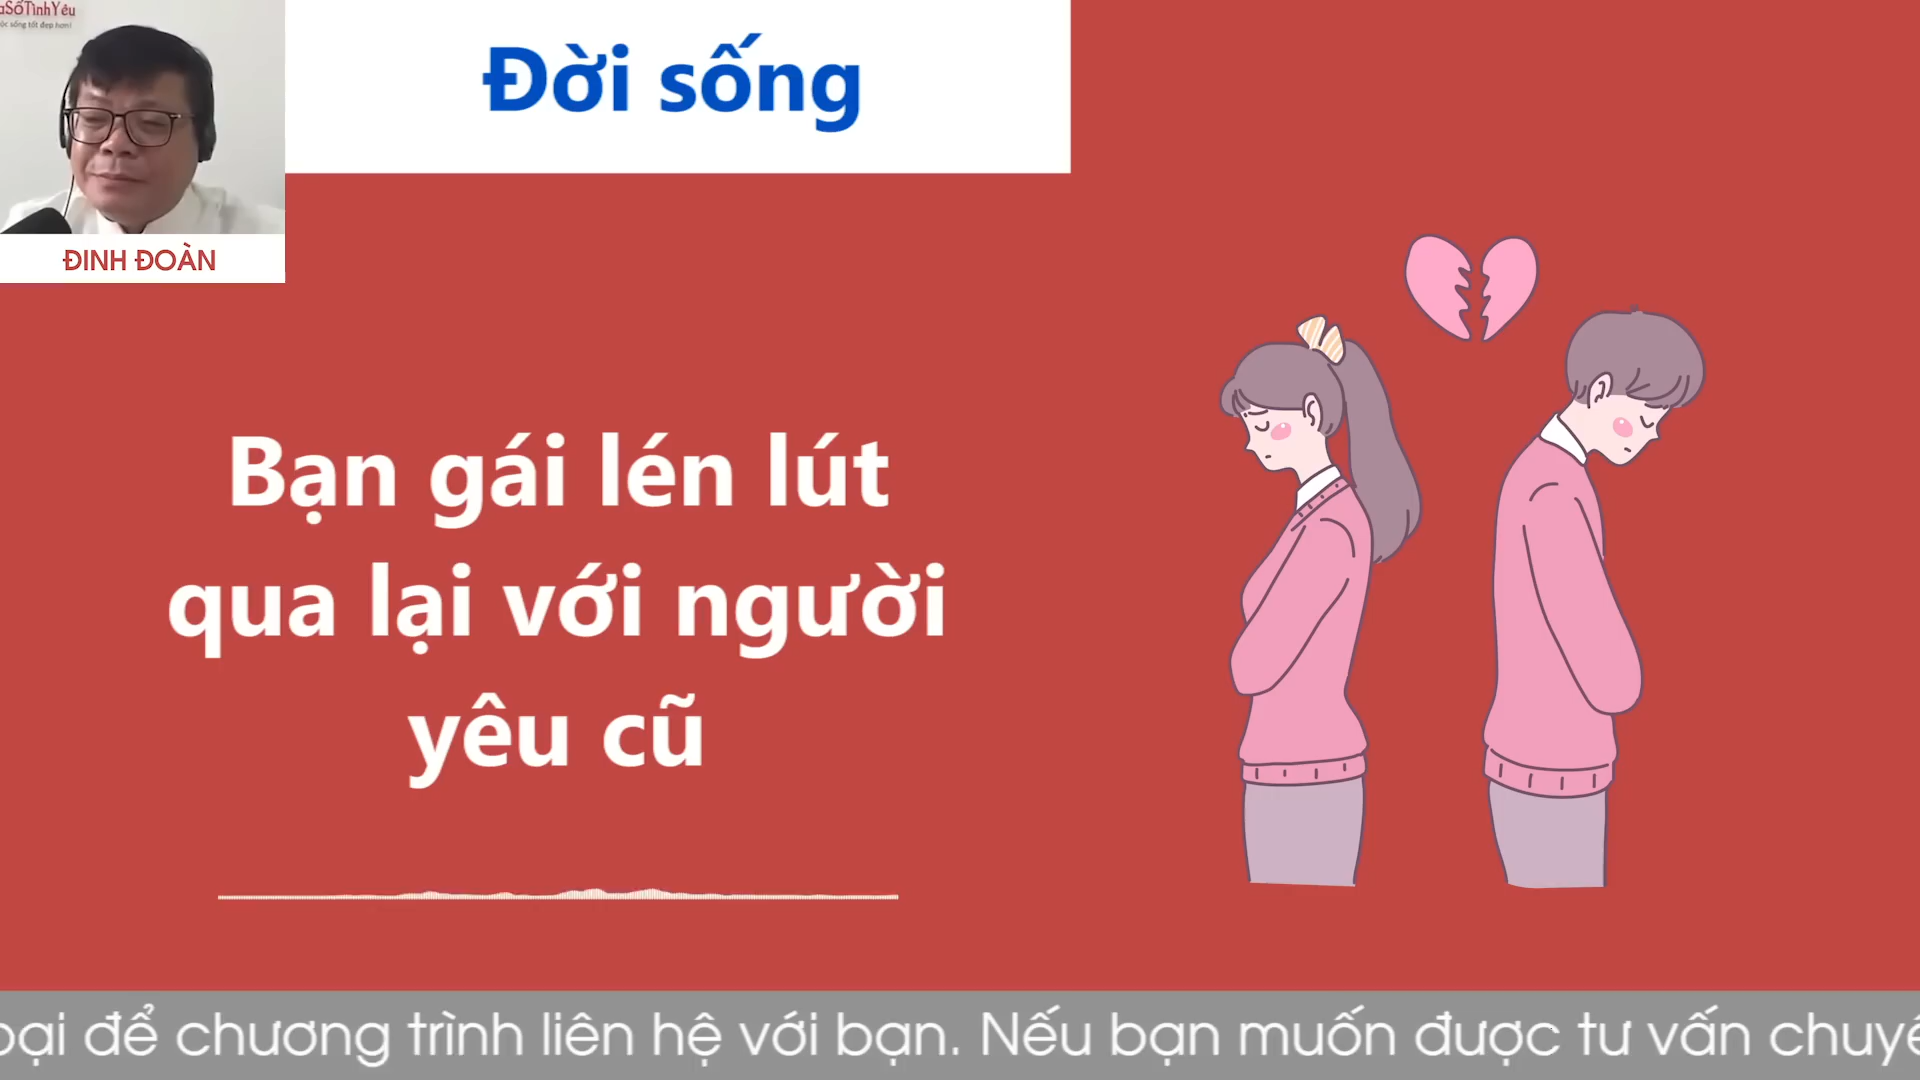 Đời sống
ĐINH ĐOÀN
Bạn gái lén lút
qua lại với người
yêu cũ
để chương trình liên hệ với bạn. Nếu bạn muốn được tư vấn